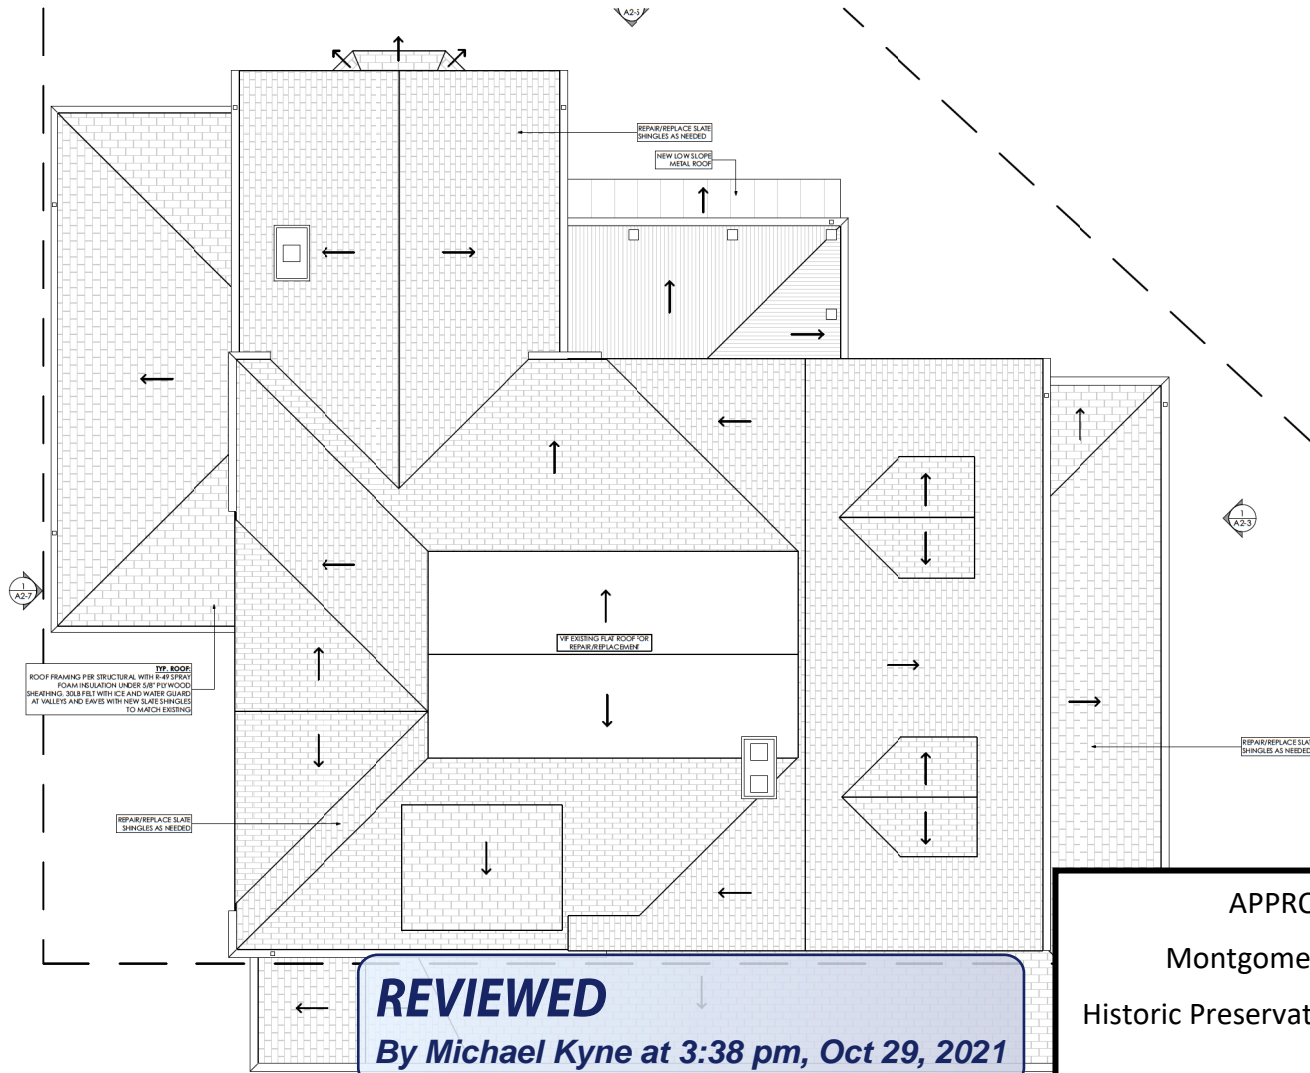 A2-5
REPAIR/REPLACE SLATE
SHINGLES AS NEEDED
NEW LOW SLOPE
METAL ROOF
1
A2-3
1
A2-7
VIF EXISTING FLAT ROOF FOR
REPAIR/REPLACEMENT
TYP. ROOF:
ROOF FRAMING PER STRUCTURAL WITH R-49 SPRAY
FOAM INSULATION UNDER 5/8" PLYWOOD
SHEATHING. 30LB FELT WITH ICE AND WATER GUARD
AT VALLEYS AND EAVES WITH NEW SLATE SHINGLES
TO MATCH EXISTING
REPAIR/REPLACE SLAT
SHINGLES AS NEEDED
REPAIR/REPLACE SLATE
SHINGLES AS NEEDED
APPRO
Montgome
Historic Preservat
REVIEWED
By Michael Kyne at 3:38 pm, Oct 29, 2021